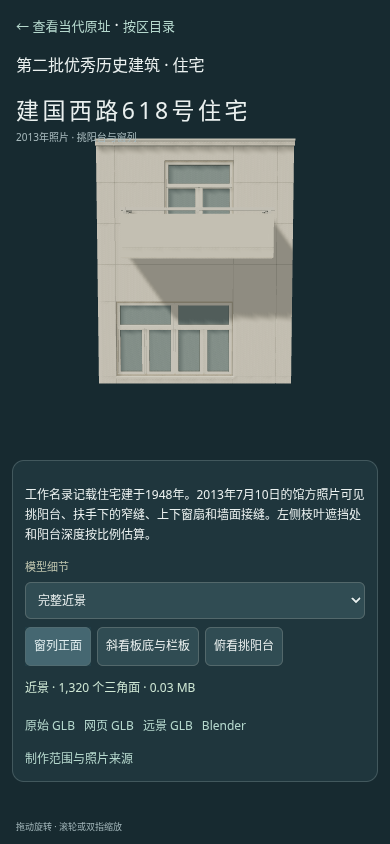 ← 查看当代原址 · 按区目录
第二批优秀历史建筑 · 住宅
建国西路618号住宅
2013年照片 · 挑阳台与窗列
工作名录记载住宅建于1948年。2013年7月10日的馆方照片可见
挑阳台、扶手下的窄缝、上下窗扇和墙面接缝。左侧枝叶遮挡处
和阳台深度按比例估算。
模型细节
完整近景
窗列正面 斜看板底与栏板 俯看挑阳台
近景 · 1,320 个三角面 · 0.03 MB
原始 GLB 网页 GLB 远景 GLB Blender
制作范围与照片来源
拖动旋转 · 滚轮或双指缩放